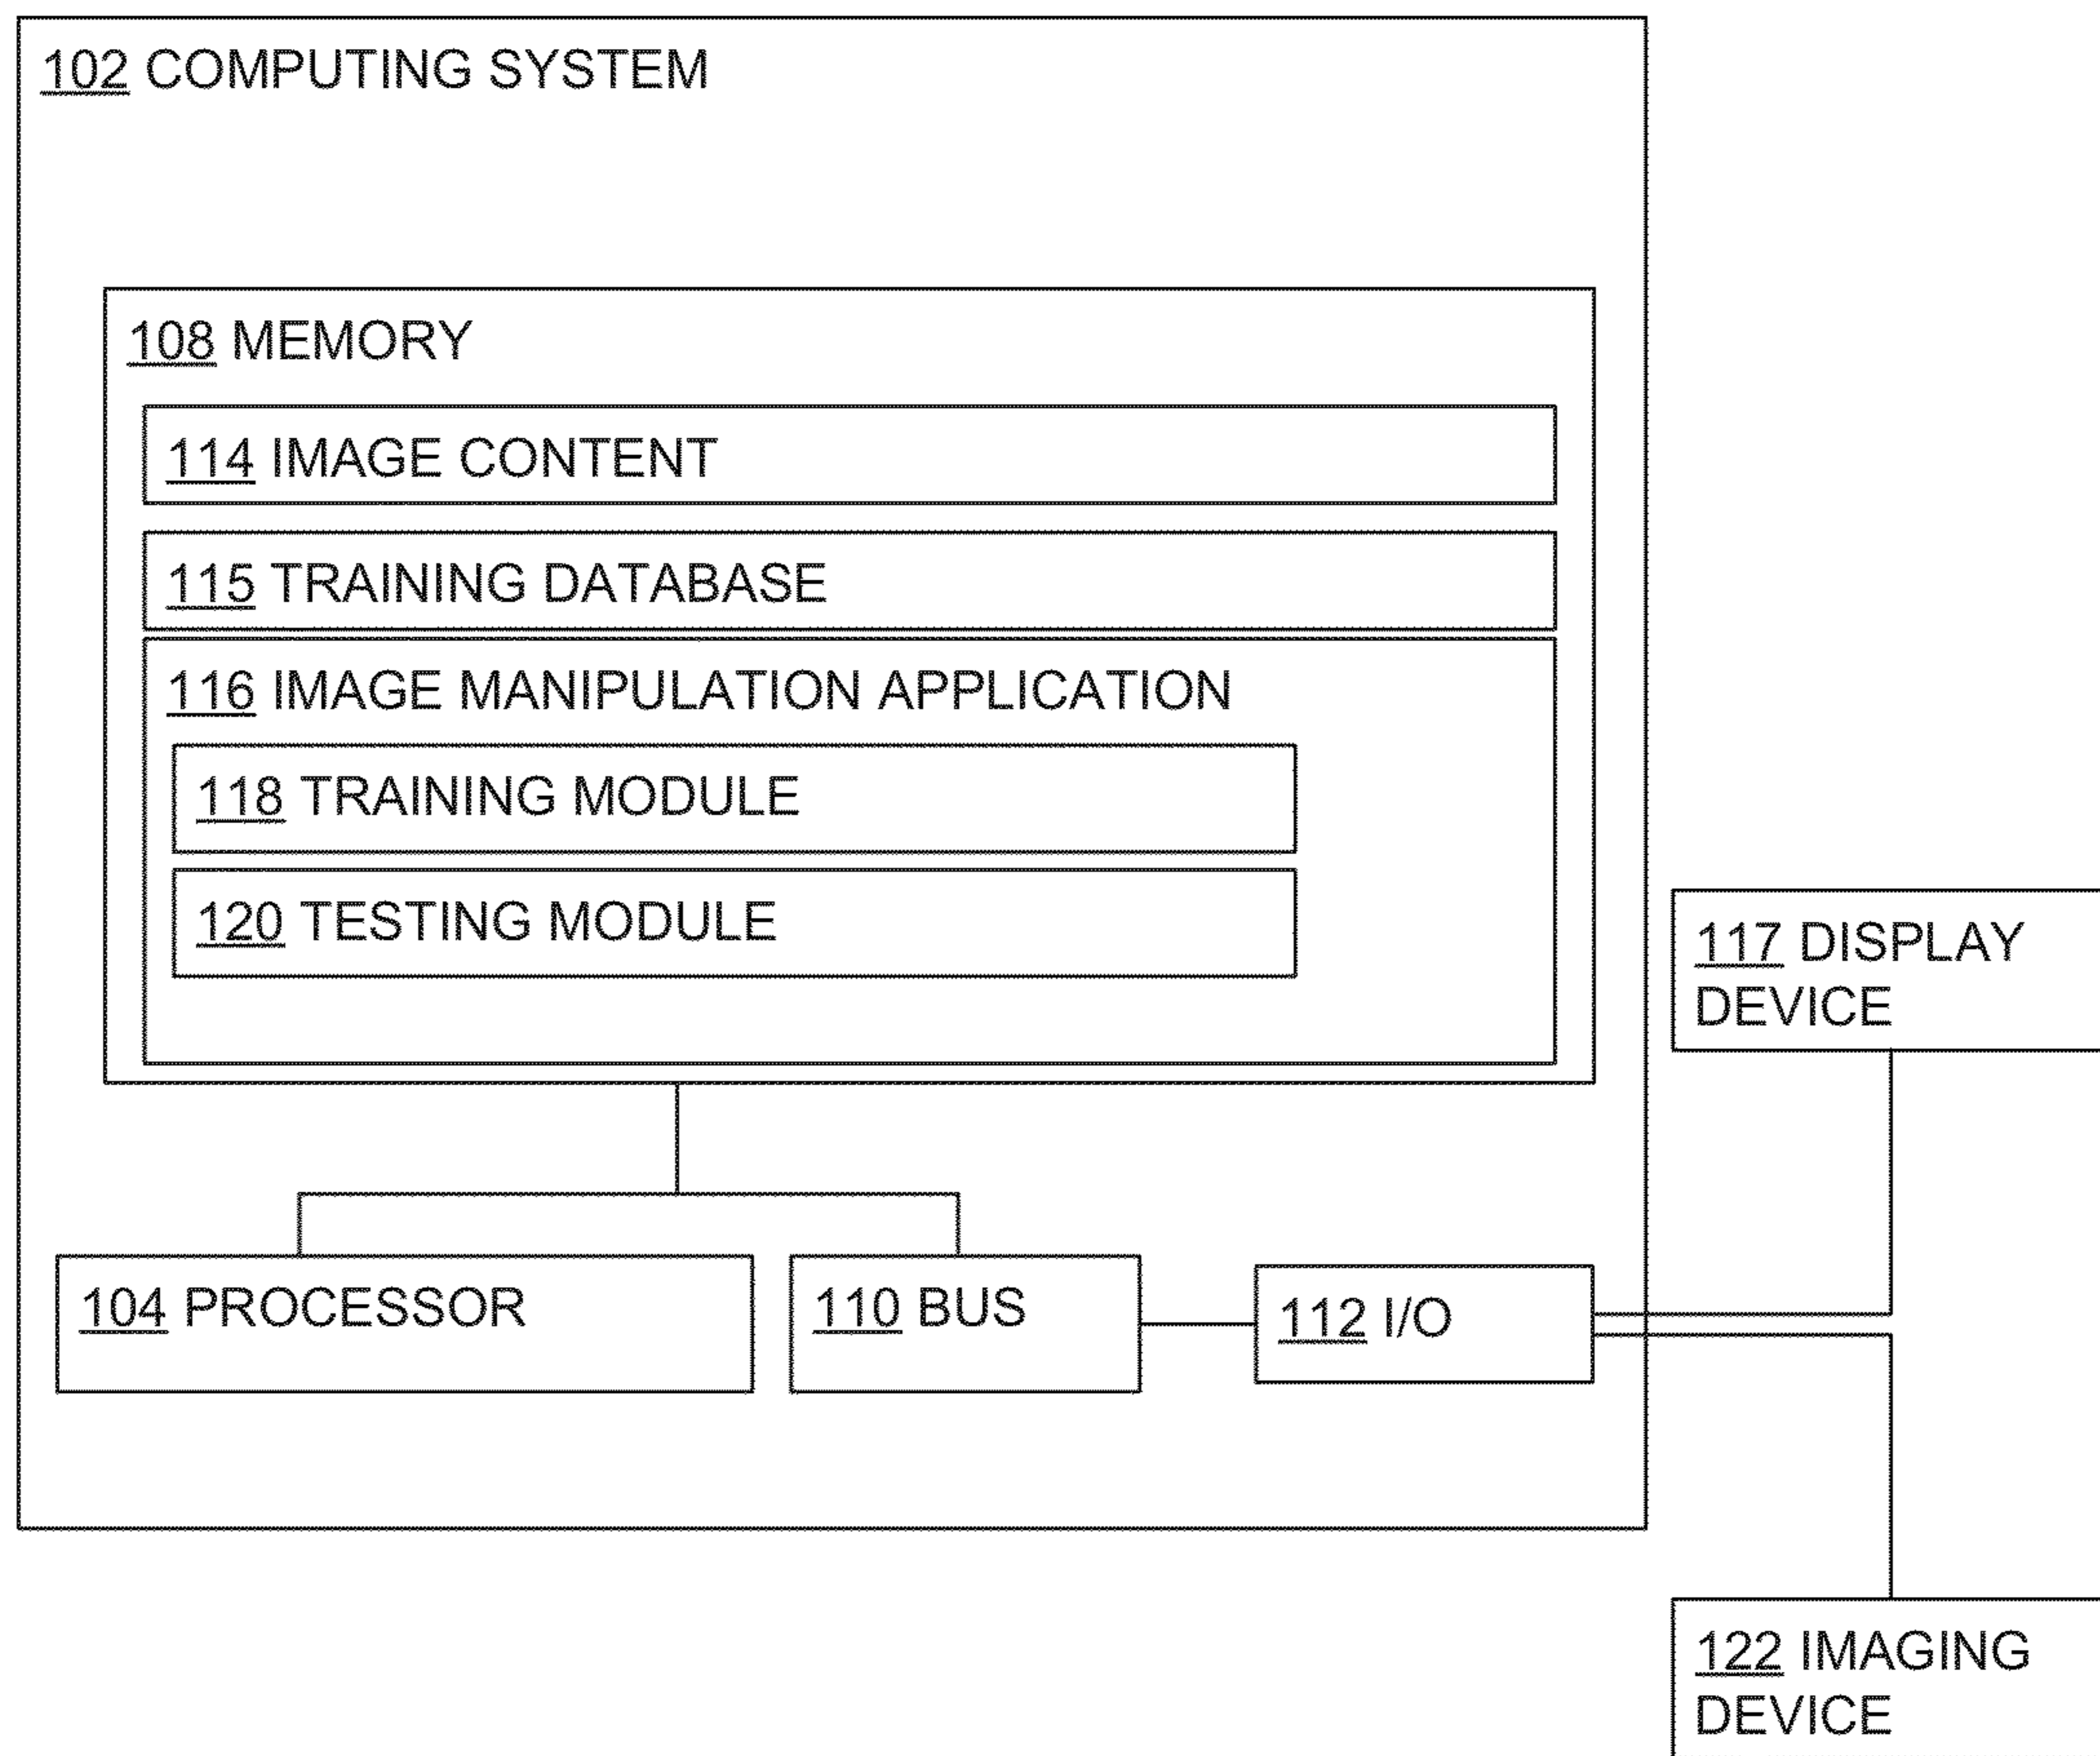 102 COMPUTING SYSTEM
108 MEMORY
114 IMAGE CONTENT
115 TRAINING DATABASE
116 IMAGE MANIPULATION APPLICATION
118 TRAINING MODULE
120 TESTING MODULE
117 DISPLAY
DEVICE
104 PROCESSOR
110 BUS
112 I/O
122 IMAGING
DEVICE